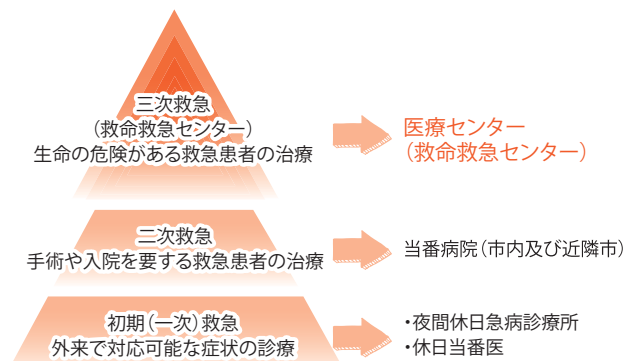 三次救急
（救命救急センター）
生命の危険がある救急患者の治療
医療センター
（救命救急センター）
二次救急
手術や入院を要する救急患者の治療
当番病院（市内及び近隣市）
初期（一次）救急
外来で対応可能な症状の診療
・夜間休日急病診療所
・休日当番医